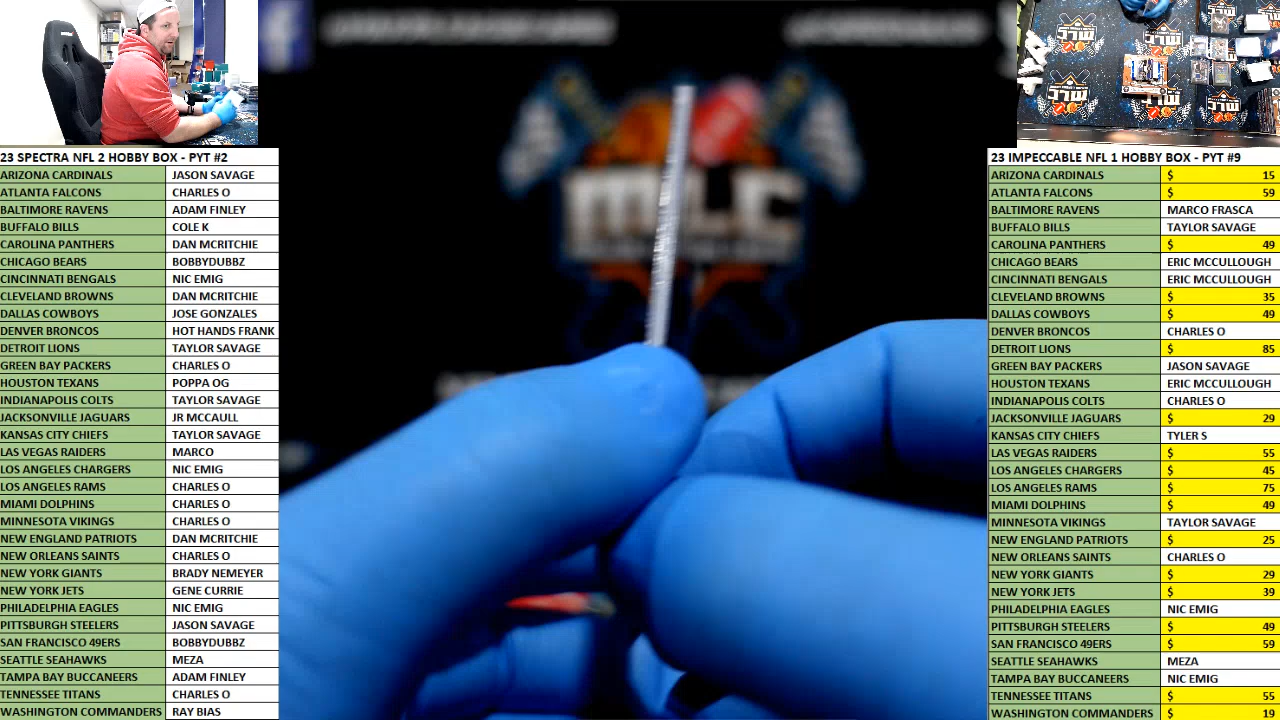 23 SPECTRA NFL 2 HOBBY BOX - PYT #2
ARIZONA CARDINALS JASON SAVAGE
ATLANTA FALCONS CHARLES O
BALTIMORE RAVENS ADAM FINLEY
BUFFALO BILLS COLE K
CAROLINA PANTHERS DAN MCRITCHIE
CHICAGO BEARS BOBBYDUBBZ
CINCINNATI BENGALS NIC EMIG
CLEVELAND BROWNS DAN MCRITCHIE
DALLAS COWBOYS JOSE GONZALES
DENVER BRONCOS HOT HANDS FRANK
DETROIT LIONS TAYLOR SAVAGE
GREEN BAY PACKERS CHARLES O
HOUSTON TEXANS POPPA OG
INDIANAPOLIS COLTS TAYLOR SAVAGE
JACKSONVILLE JAGUARS JR MCCAULL
KANSAS CITY CHIEFS TAYLOR SAVAGE
LAS VEGAS RAIDERS MARCO
LOS ANGELES CHARGERS NIC EMIG
LOS ANGELES RAMS CHARLES O
MIAMI DOLPHINS CHARLES O
MINNESOTA VIKINGS CHARLES O
NEW ENGLAND PATRIOTS DAN MCRITCHIE
NEW ORLEANS SAINTS CHARLES O
NEW YORK GIANTS BRADY NEMEYER
NEW YORK JETS GENE CURRIE
PHILADELPHIA EAGLES NIC EMIG
PITTSBURGH STEELERS JASON SAVAGE
SAN FRANCISCO 49ERS BOBBYDUBBZ
SEATTLE SEAHAWKS MEZA
TAMPA BAY BUCCANEERS ADAM FINLEY
TENNESSEE TITANS CHARLES O
WASHINGTON COMMANDERS RAY BIAS
MLC
23 IMPECCABLE NFL 1 HOBBY BOX - PYT #9
ARIZONA CARDINALS $ 15
ATLANTA FALCONS $ 59
BALTIMORE RAVENS MARCO FRASCA
BUFFALO BILLS TAYLOR SAVAGE
CAROLINA PANTHERS $ 49
CHICAGO BEARS ERIC MCCULLOUGH
CINCINNATI BENGALS ERIC MCCULLOUGH
CLEVELAND BROWNS $ 35
DALLAS COWBOYS $ 49
DENVER BRONCOS CHARLES O
DETROIT LIONS $ 85
GREEN BAY PACKERS JASON SAVAGE
HOUSTON TEXANS ERIC MCCULLOUGH
INDIANAPOLIS COLTS CHARLES O
JACKSONVILLE JAGUARS $ 29
KANSAS CITY CHIEFS TYLER S
LAS VEGAS RAIDERS $ 55
LOS ANGELES CHARGERS $ 45
LOS ANGELES RAMS $ 75
MIAMI DOLPHINS $ 49
MINNESOTA VIKINGS TAYLOR SAVAGE
NEW ENGLAND PATRIOTS $ 25
NEW ORLEANS SAINTS CHARLES O
NEW YORK GIANTS $ 29
NEW YORK JETS $ 39
PHILADELPHIA EAGLES NIC EMIG
PITTSBURGH STEELERS $ 49
SAN FRANCISCO 49ERS $ 59
SEATTLE SEAHAWKS MEZA
TAMPA BAY BUCCANEERS NIC EMIG
TENNESSEE TITANS $ 55
WASHINGTON COMMANDERS $ 19